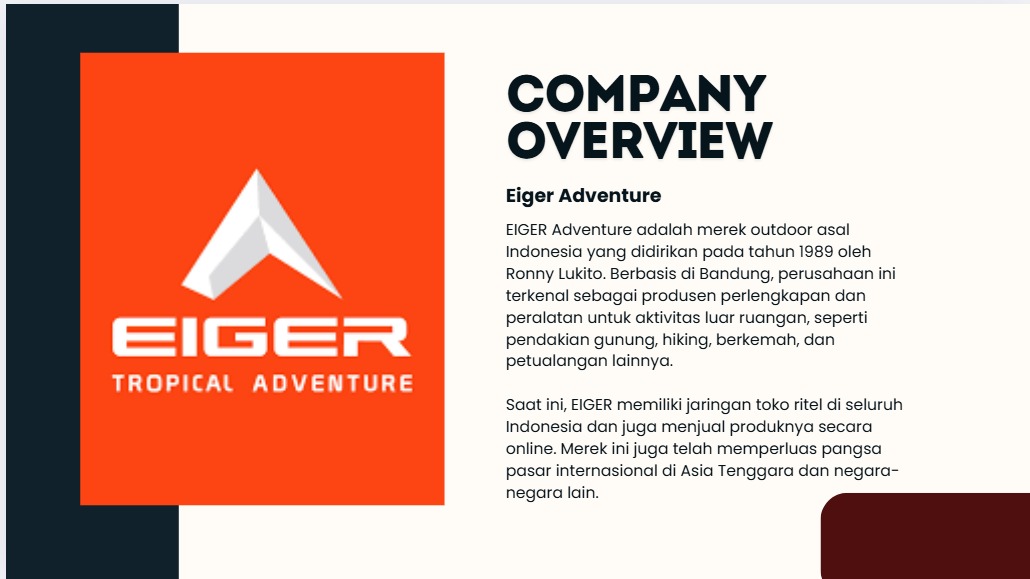 EIGER
TROPICAL ADVENTURE
COMPANY
OVERVIEW
Eiger Adventure
EIGER Adventure adalah merek outdoor asal
Indonesia yang didirikan pada tahun 1989 oleh
Ronny Lukito. Berbasis di Bandung, perusahaan ini
terkenal sebagai produsen perlengkapan dan
peralatan untuk aktivitas luar ruangan, seperti
pendakian gunung, hiking, berkemah, dan
petualangan lainnya.
Saat ini, EIGER memiliki jaringan toko ritel di seluruh
Indonesia dan juga menjual produknya secara
online. Merek ini juga telah memperluas pangsa
pasar internasional di Asia Tenggara dan negara-
negara lain.